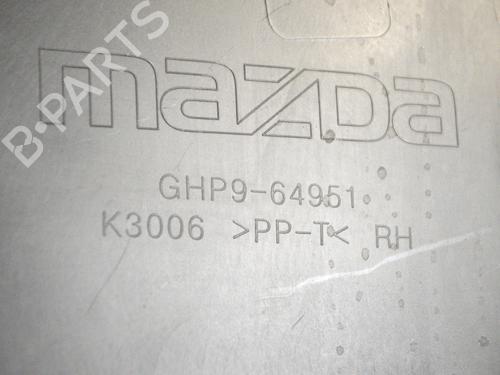 mazda
GHP9-64951
K3006 >PP-T< RH
B-PARTS